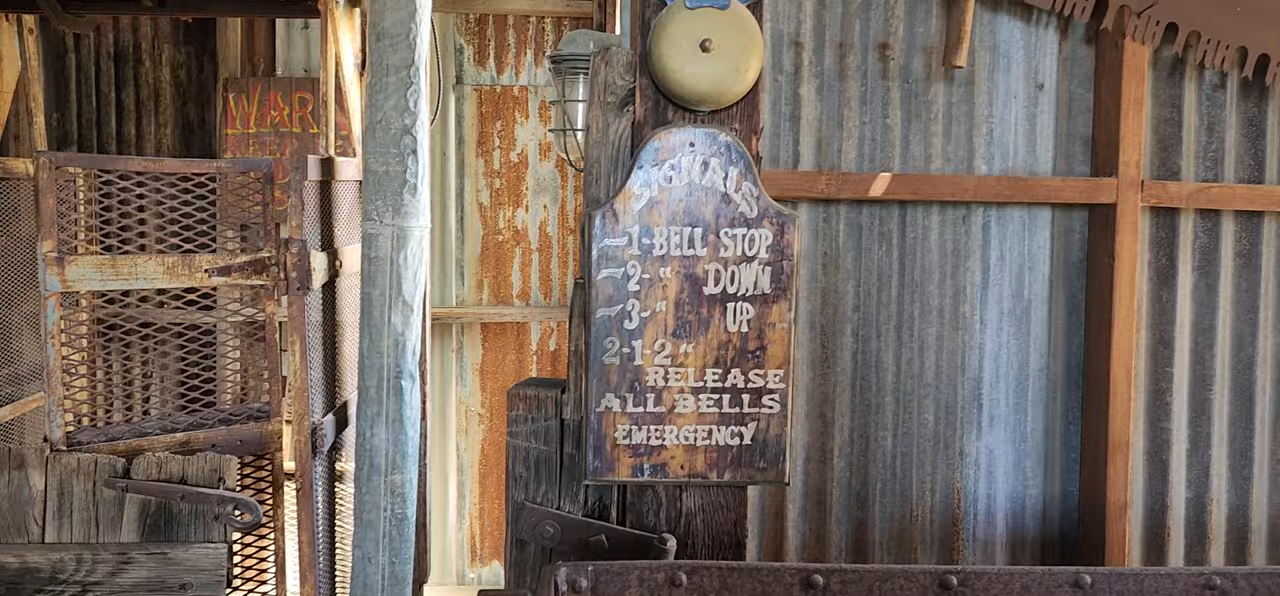 WAR
SIGNALS
-1-BELL STOP
-2- " DOWN
-3- " UP
2-1-2 "
RELEASE
ALL BELLS
EMERGENCY